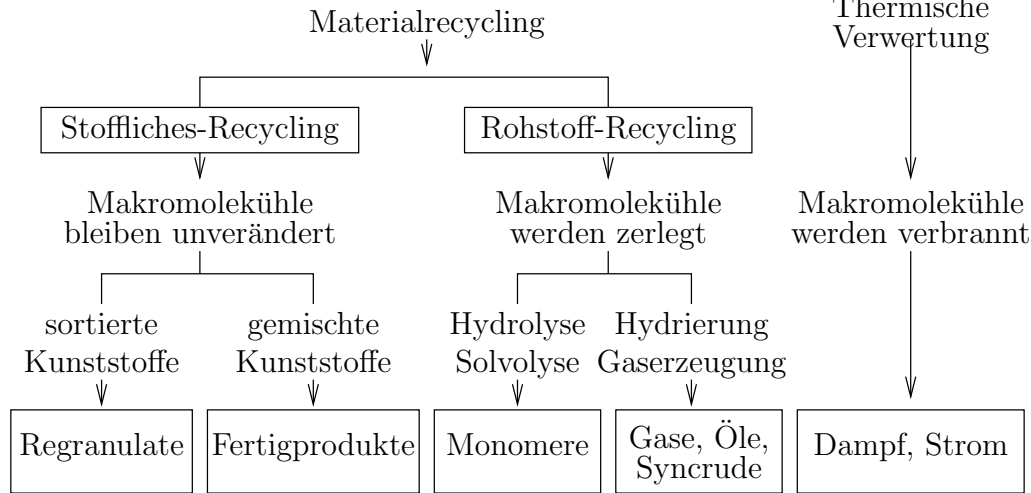 Materialrecycling
Thermische
Verwertung
Stoffliches-Recycling
Rohstoff-Recycling
Makromolekühle
bleiben unverändert
Makromolekühle
werden zerlegt
Makromolekühle
werden verbrannt
sortierte
Kunststoffe
gemischte
Kunststoffe
Hydrolyse
Solvolyse
Hydrierung
Gaserzeugung
Regranulate
Fertigprodukte
Monomere
Gase, Öle,
Syncrude
Dampf, Strom